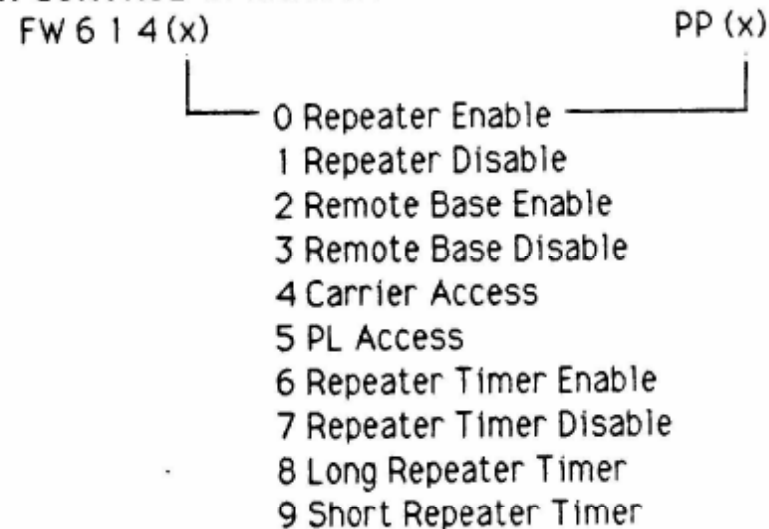 FW 6 1 4 (x) PP (x)
0 Repeater Enable
1 Repeater Disable
2 Remote Base Enable
3 Remote Base Disable
4 Carrier Access
5 PL Access
6 Repeater Timer Enable
7 Repeater Timer Disable
8 Long Repeater Timer
9 Short Repeater Timer